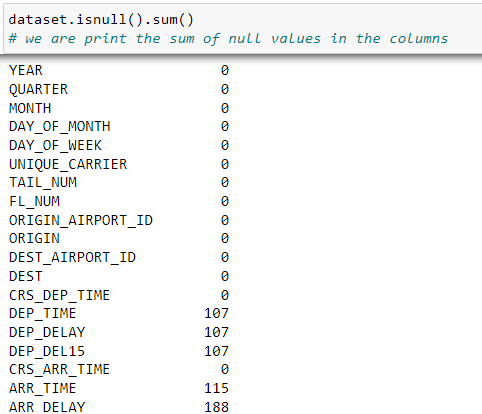 dataset.isnull().sum()
# we are print the sum of null values in the columns
YEAR 0
QUARTER 0
MONTH 0
DAY_OF_MONTH 0
DAY_OF_WEEK 0
UNIQUE_CARRIER 0
TAIL_NUM 0
FL_NUM 0
ORIGIN_AIRPORT_ID 0
ORIGIN 0
DEST_AIRPORT_ID 0
DEST 0
CRS_DEP_TIME 0
DEP_TIME 107
DEP_DELAY 107
DEP_DEL15 107
CRS_ARR_TIME 0
ARR_TIME 115
ARR_DELAY 188